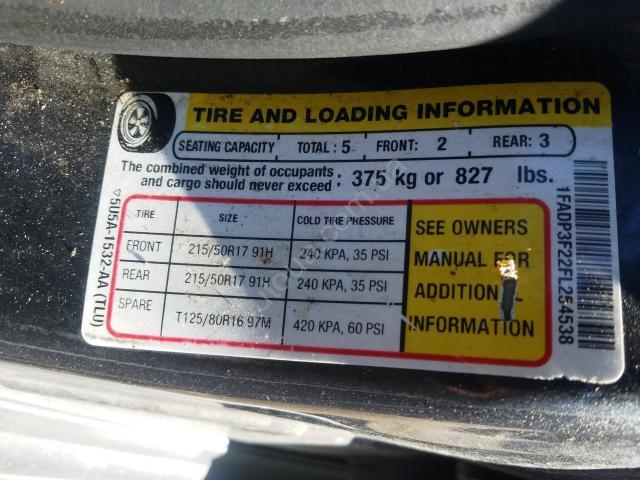 TIRE AND LOADING INFORMATION
SEATING CAPACITY TOTAL : 5 FRONT: 2 REAR: 3
The combined weight of occupants and cargo should never exceed : 375 kg or 827 lbs.
TIRE SIZE COLD TIRE PRESSURE
FRONT 215/50R17 91H 240 KPA, 35 PSI
REAR 215/50R17 91H 240 KPA, 35 PSI
SPARE T125/80R16 97M 420 KPA, 60 PSI
SEE OWNERS
MANUAL FOR
ADDITIONAL
INFORMATION
5U5A-1532-AA (TLU)
1FADP3F22FL254538